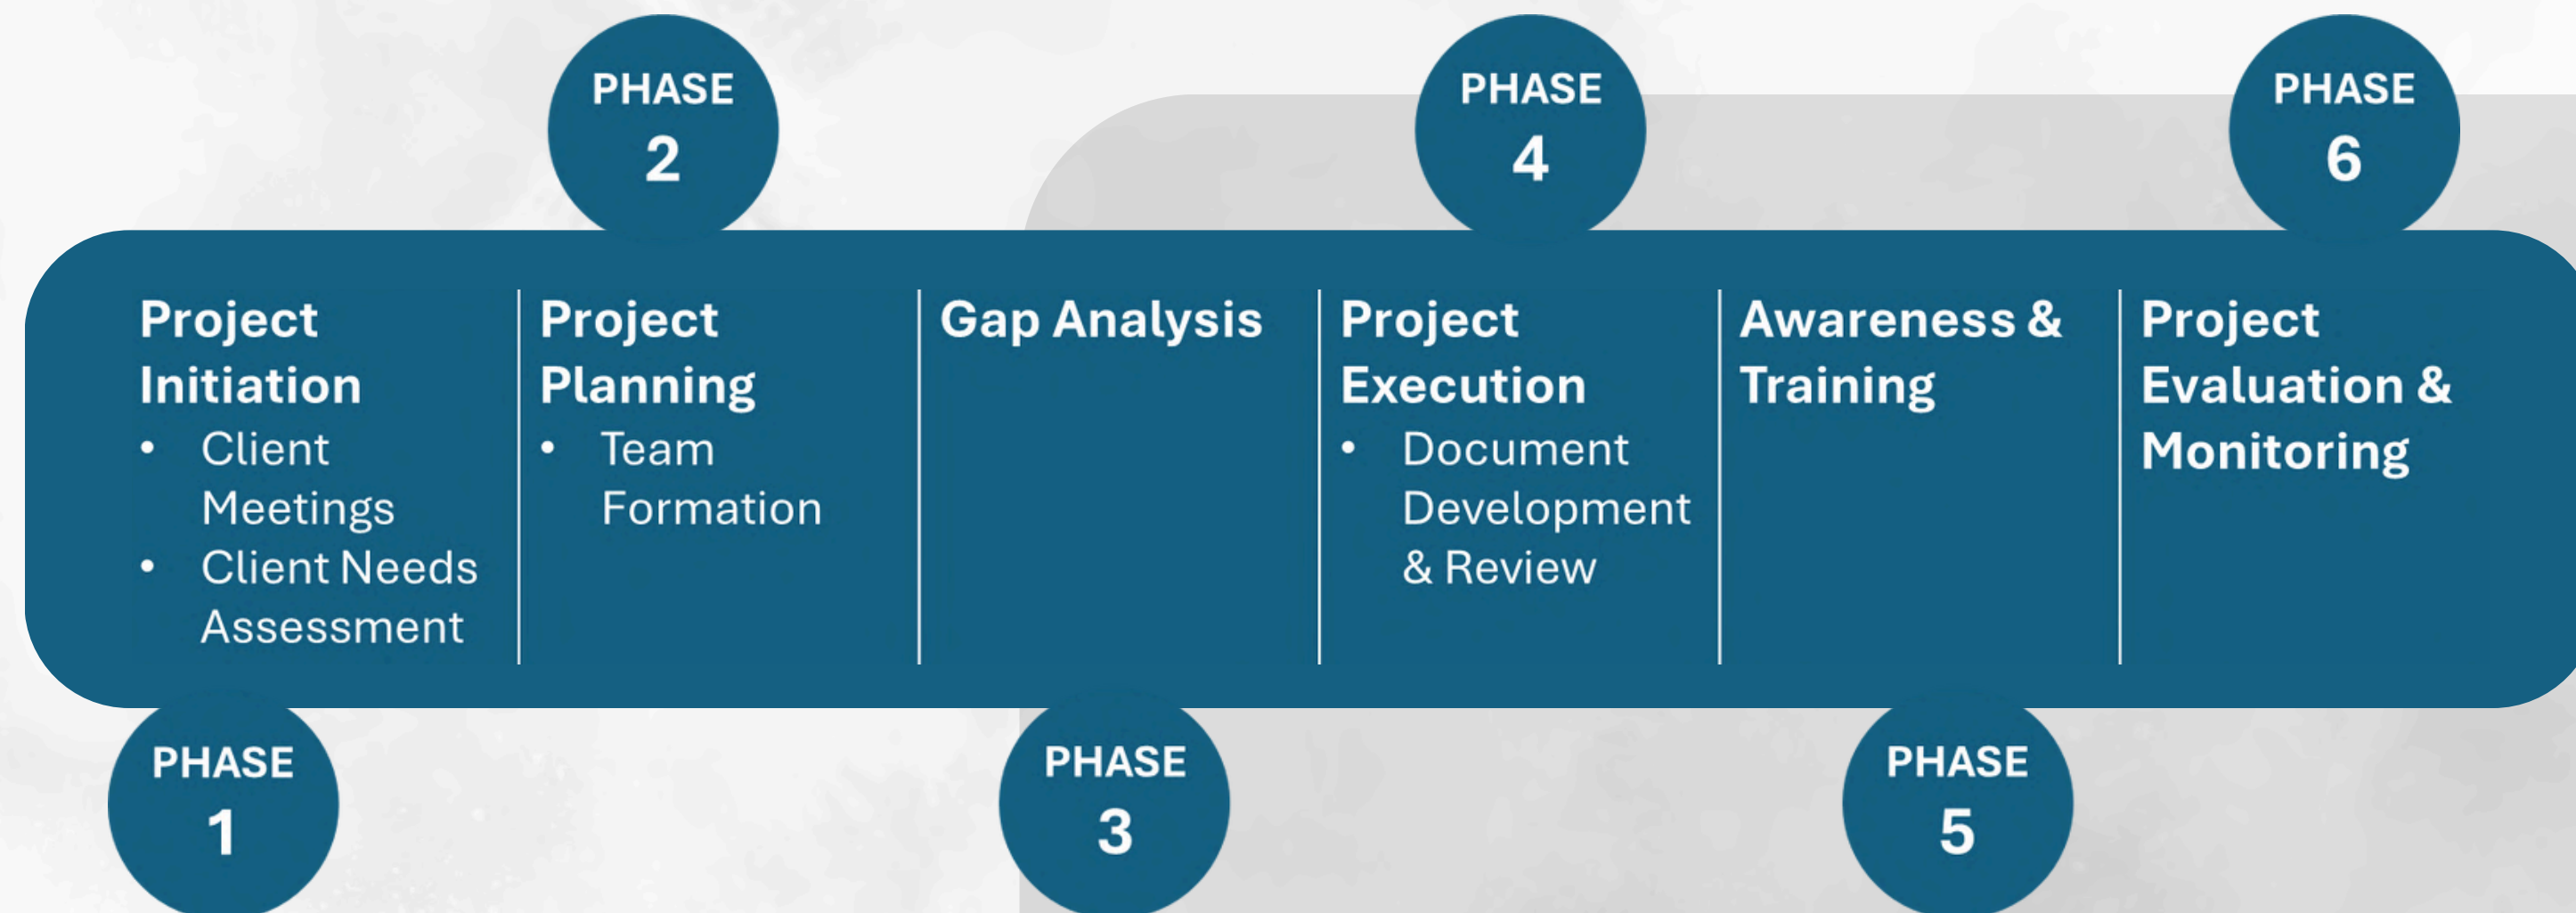 PHASE
2
PHASE
4
PHASE
6
Project
Initiation
• Client
Meetings
• Client Needs
Assessment
Project
Planning
• Team
Formation
Gap Analysis
Project
Execution
• Document
Development
& Review
Awareness &
Training
Project
Evaluation &
Monitoring
PHASE
1
PHASE
3
PHASE
5